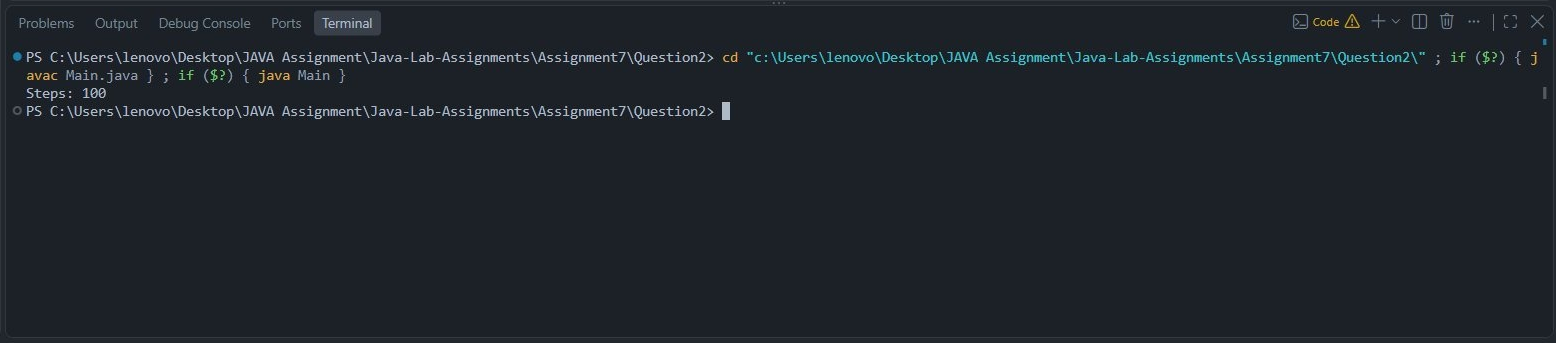 Problems Output Debug Console Ports Terminal Code
PS C:\Users\lenovo\Desktop\JAVA Assignment\Java-Lab-Assignments\Assignment7\Question2> cd "c:\Users\lenovo\Desktop\JAVA Assignment\Java-Lab-Assignments\Assignment7\Question2\" ; if ($?) { j
avac Main.java } ; if ($?) { java Main }
Steps: 100
PS C:\Users\lenovo\Desktop\JAVA Assignment\Java-Lab-Assignments\Assignment7\Question2>